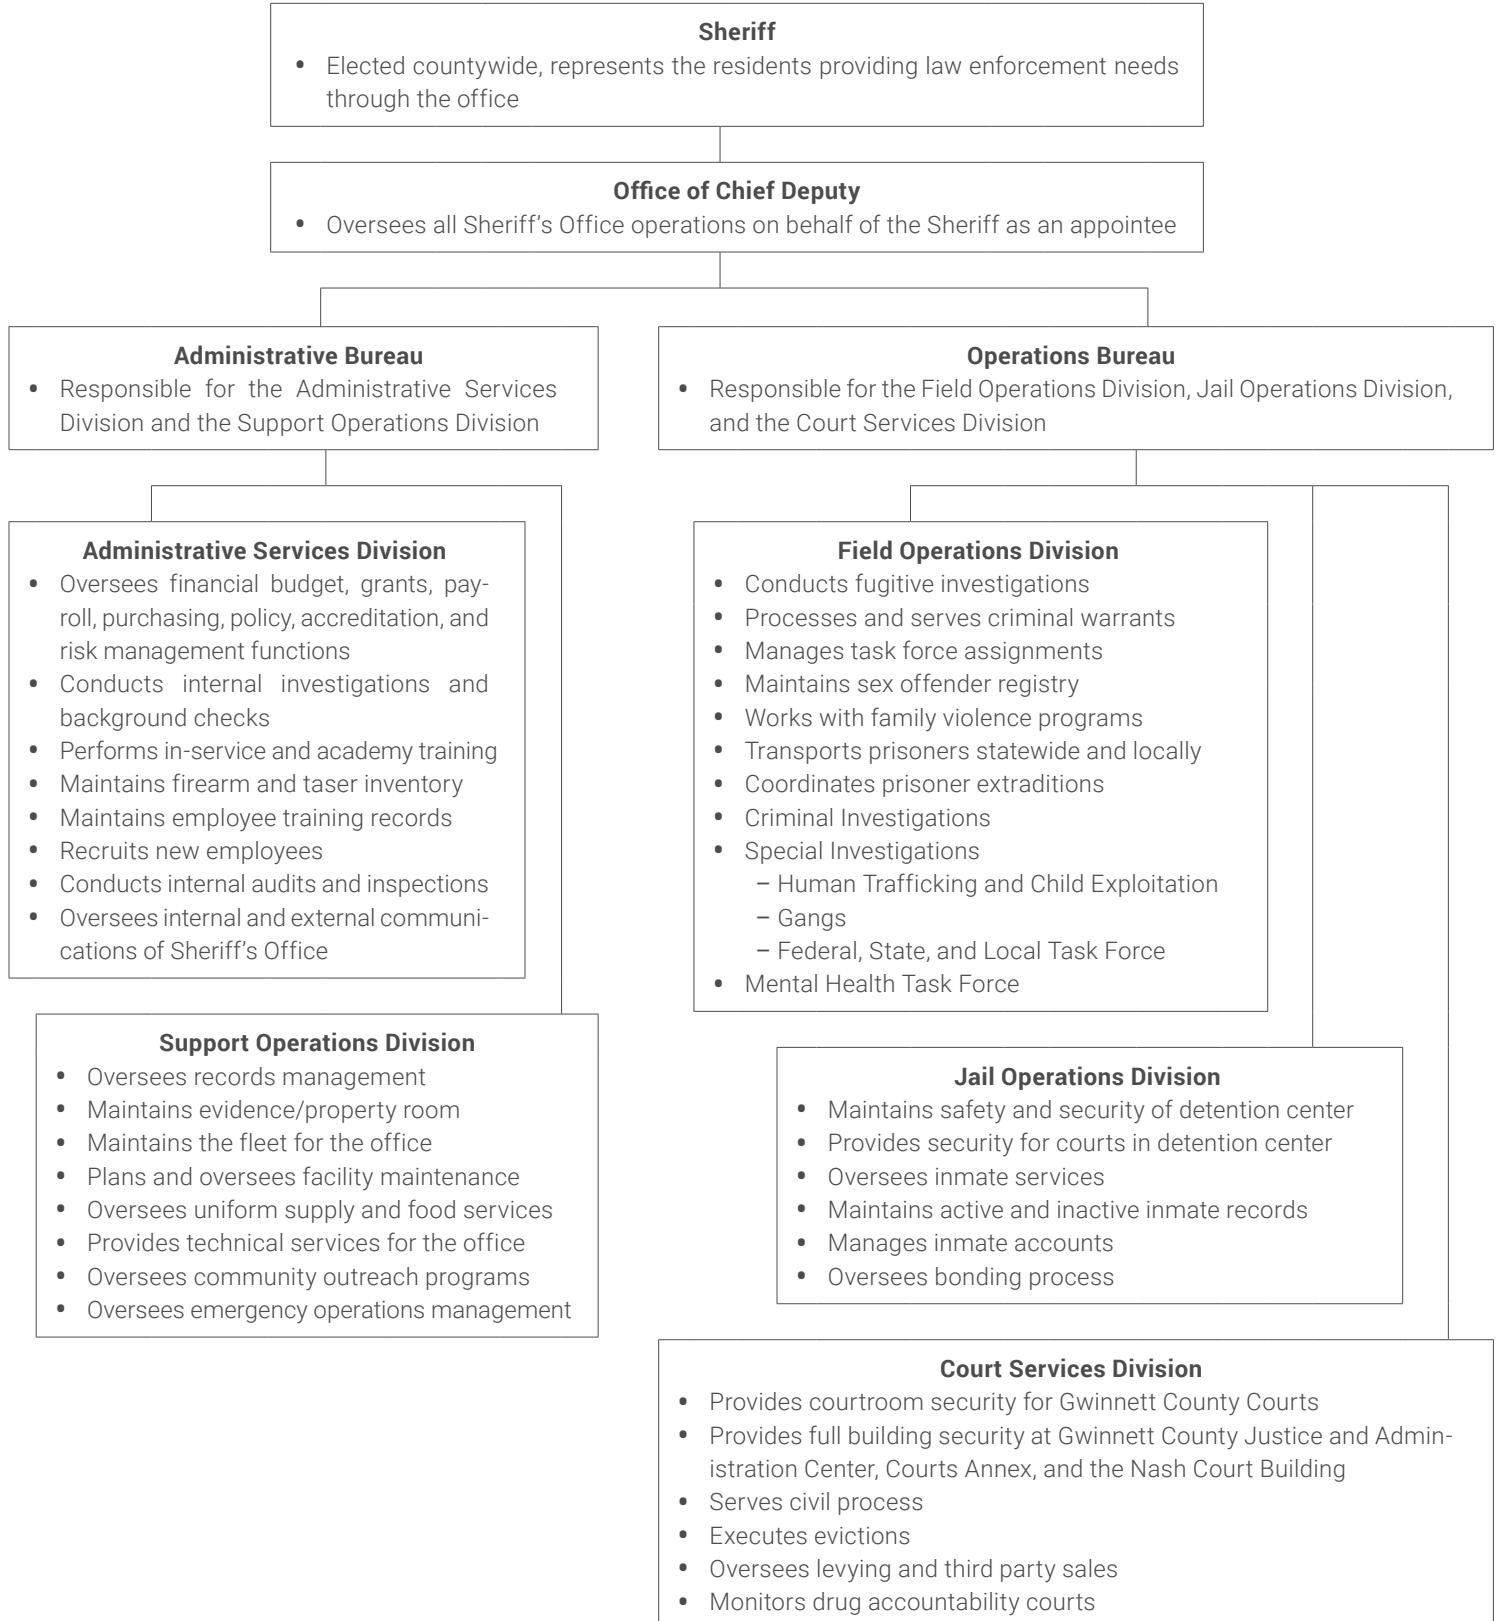 Sheriff
• Elected countywide, represents the residents providing law enforcement needs
through the office
Office of Chief Deputy
• Oversees all Sheriff’s Office operations on behalf of the Sheriff as an appointee
Administrative Bureau
• Responsible for the Administrative Services
Division and the Support Operations Division
Operations Bureau
• Responsible for the Field Operations Division, Jail Operations Division,
and the Court Services Division
Administrative Services Division
• Oversees financial budget, grants, pay-
roll, purchasing, policy, accreditation, and
risk management functions
• Conducts internal investigations and
background checks
• Performs in-service and academy training
• Maintains firearm and taser inventory
• Maintains employee training records
• Recruits new employees
• Conducts internal audits and inspections
• Oversees internal and external communi-
cations of Sheriff’s Office
Support Operations Division
• Oversees records management
• Maintains evidence/property room
• Maintains the fleet for the office
• Plans and oversees facility maintenance
• Oversees uniform supply and food services
• Provides technical services for the office
• Oversees community outreach programs
• Oversees emergency operations management
Field Operations Division
• Conducts fugitive investigations
• Processes and serves criminal warrants
• Manages task force assignments
• Maintains sex offender registry
• Works with family violence programs
• Transports prisoners statewide and locally
• Coordinates prisoner extraditions
• Criminal Investigations
• Special Investigations
– Human Trafficking and Child Exploitation
– Gangs
– Federal, State, and Local Task Force
• Mental Health Task Force
Jail Operations Division
• Maintains safety and security of detention center
• Provides security for courts in detention center
• Oversees inmate services
• Maintains active and inactive inmate records
• Manages inmate accounts
• Oversees bonding process
Court Services Division
• Provides courtroom security for Gwinnett County Courts
• Provides full building security at Gwinnett County Justice and Admin-
istration Center, Courts Annex, and the Nash Court Building
• Serves civil process
• Executes evictions
• Oversees levying and third party sales
• Monitors drug accountability courts